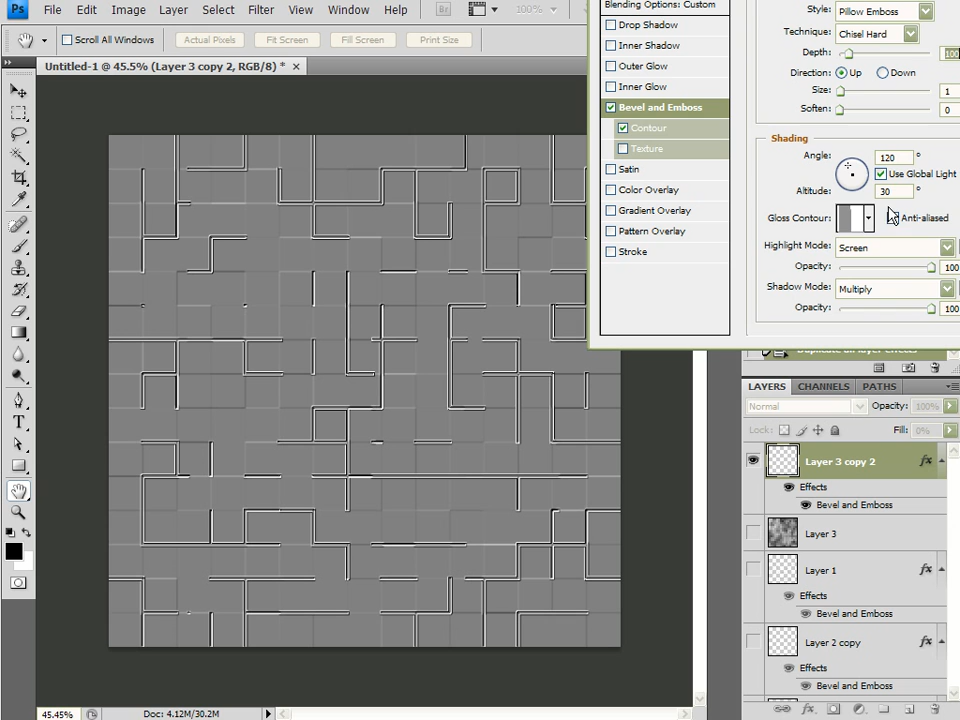 Ps File Edit Image Layer Select Filter View Window Help Br 100%
Scroll All Windows Actual Pixels Fit Screen Fill Screen Print Size
Untitled-1 @ 45.5% (Layer 3 copy 2, RGB/8) * ×
Blending Options: Custom
Drop Shadow
Inner Shadow
Outer Glow
Inner Glow
Bevel and Emboss
Contour
Texture
Satin
Color Overlay
Gradient Overlay
Pattern Overlay
Stroke
Style: Pillow Emboss
Technique: Chisel Hard
Depth: 100
Direction: Up Down
Size: 1
Soften: 0
Shading
Angle: 120 °
Use Global Light
Altitude: 30 °
Gloss Contour: Anti-aliased
Highlight Mode: Screen
Opacity: 100
Shadow Mode: Multiply
Opacity: 100
Duplicate all layer effects
LAYERS CHANNELS PATHS
Normal Opacity: 100%
Lock: Fill: 0%
Layer 3 copy 2 fx
Effects
Bevel and Emboss
Layer 3
Layer 1 fx
Effects
Bevel and Emboss
Layer 2 copy fx
Effects
Bevel and Emboss
T
45.45% Doc: 4.12M/30.2M
fx